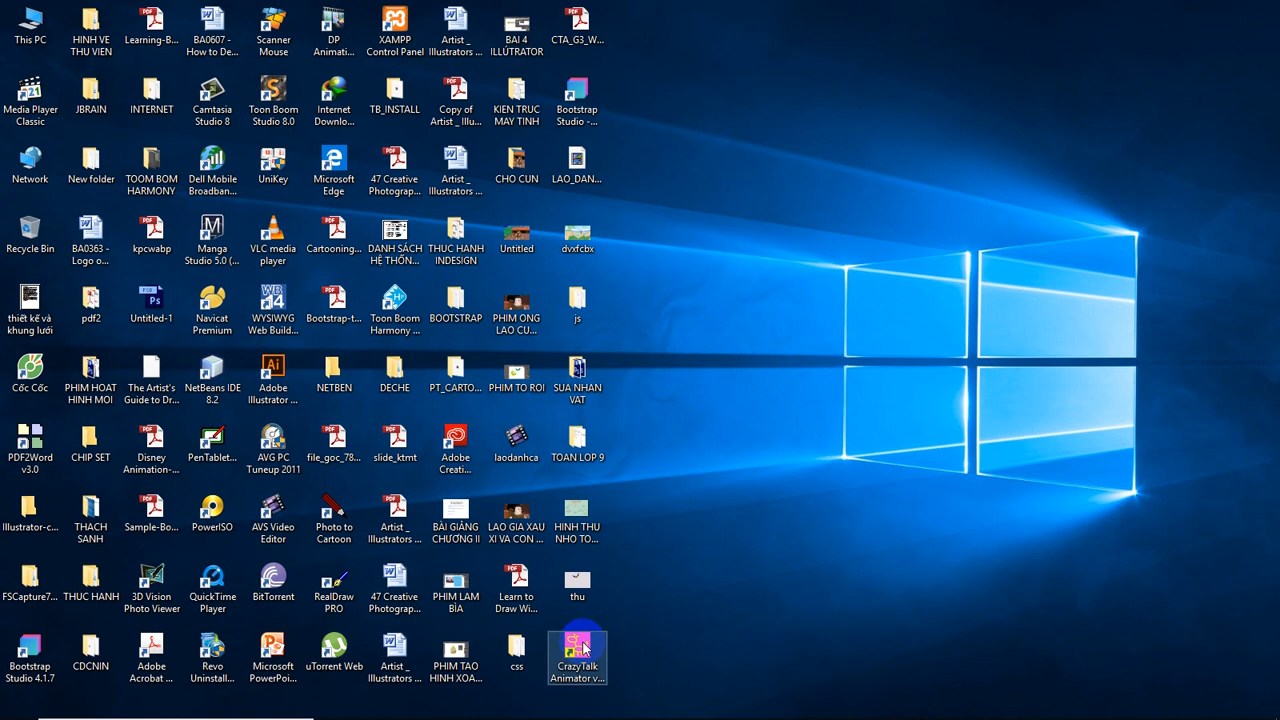 This PC
HINH VE
THU VIEN
Learning-B...
BA0607 -
How to De...
Scanner
Mouse
DP
Animati...
XAMPP
Control Panel
Artist _
Illustrators ...
BAI 4
ILLÚTRATOR
CTA_G3_W...
Media Player
Classic
JBRAIN
INTERNET
Camtasia
Studio 8
Toon Boom
Studio 8.0
Internet
Downlo...
TB_INSTALL
Copy of
Artist _ Illu...
KIEN TRUC
MAY TINH
Bootstrap
Studio -...
Network
New folder
TOOM BOM
HARMONY
Dell Mobile
Broadban...
UniKey
Microsoft
Edge
47 Creative
Photograp...
Artist _
Illustrators ...
CHO CUN
LAO_DAN...
Recycle Bin
BA0363 -
Logo o...
kpcwabp
Manga
Studio 5.0 (...
VLC media
player
Cartooning...
DANH SÁCH
HỆ THỐN...
THUC HANH
INDESIGN
Untitled
dvxfcbx
thiết kế và
khung lưới
pdf2
Untitled-1
Navicat
Premium
WYSIWYG
Web Build...
Bootstrap-t...
Toon Boom
Harmony ...
BOOTSTRAP
PHIM ONG
LAO CU...
js
Cốc Cốc
PHIM HOAT
HINH MOI
The Artist's
Guide to Dr...
NetBeans IDE
8.2
Adobe
Illustrator ...
NETBEN
DECHE
PT_CARTO...
PHIM TO ROI
SUA NHAN
VAT
PDF2Word
v3.0
CHIP SET
Disney
Animation-...
PenTablet...
AVG PC
Tuneup 2011
file_goc_78...
slide_ktmt
Adobe
Creati...
laodanhca
TOAN LOP 9
Illustrator-c...
THACH
SANH
Sample-Bo...
PowerISO
AVS Video
Editor
Photo to
Cartoon
Artist _
Illustrators ...
BÀI GIẢNG
CHƯƠNG II
LAO GIA XAU
XI VA CON ...
HINH THU
NHO TO...
FSCapture7...
THUC HANH
3D Vision
Photo Viewer
QuickTime
Player
BitTorrent
RealDraw
PRO
47 Creative
Photograp...
PHIM LAM
BÌA
Learn to
Draw Wi...
thu
Bootstrap
Studio 4.1.7
CDCNIN
Adobe
Acrobat ...
Revo
Uninstall...
Microsoft
PowerPoi...
uTorrent Web
Artist _
Illustrators ...
PHIM TAO
HINH XOA...
css
CrazyTalk
Animator v...